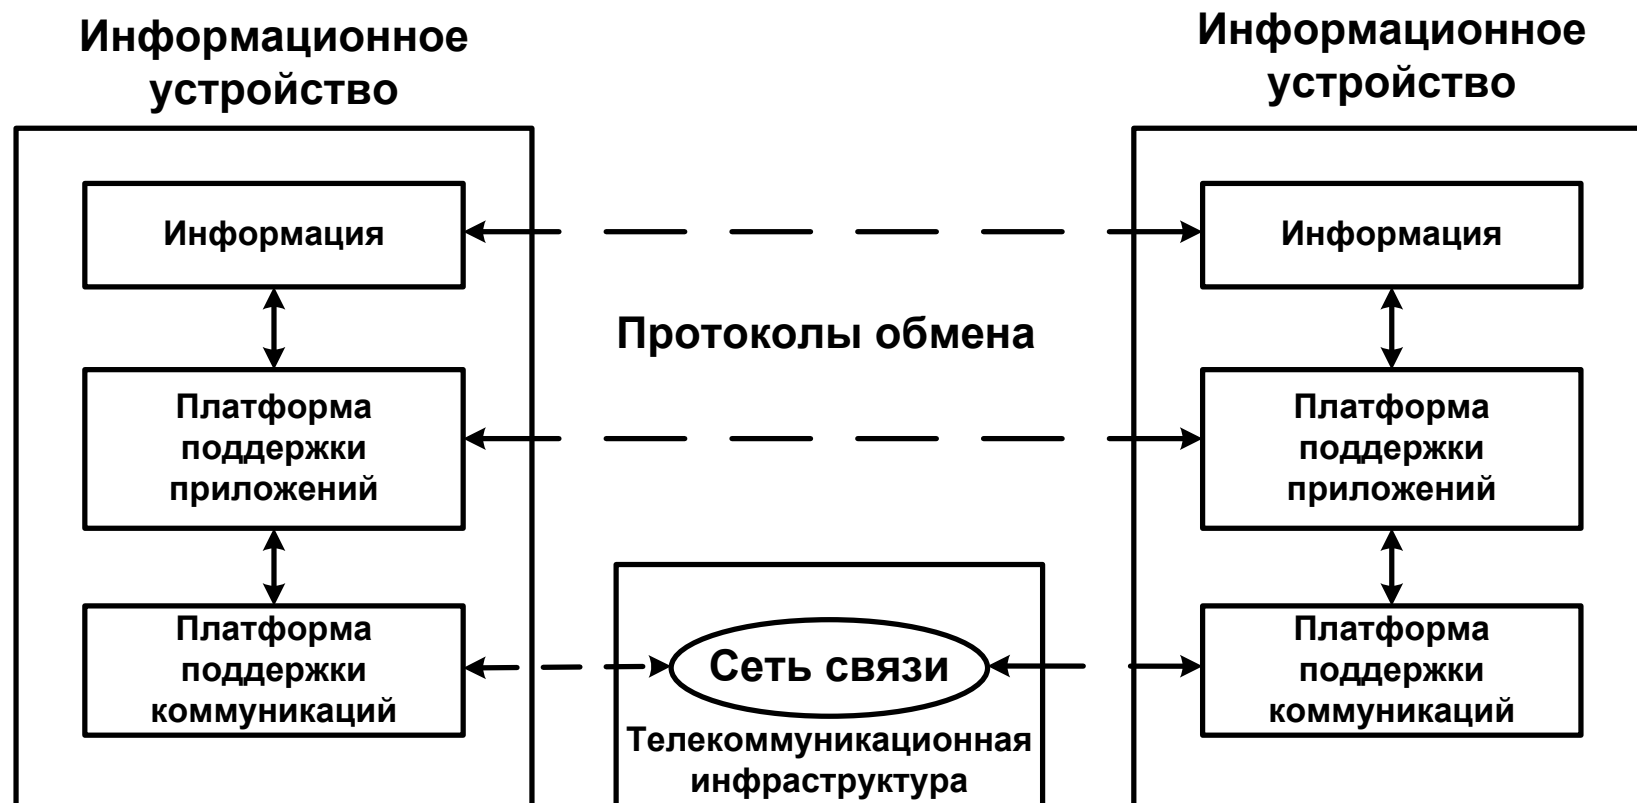 Информационное
устройство
Информационное
устройство
Информация
Информация
Протоколы обмена
Платформа
поддержки
приложений
Платформа
поддержки
приложений
Платформа
поддержки
коммуникаций
Сеть связи
Телекоммуникационная
инфраструктура
Платформа
поддержки
коммуникаций